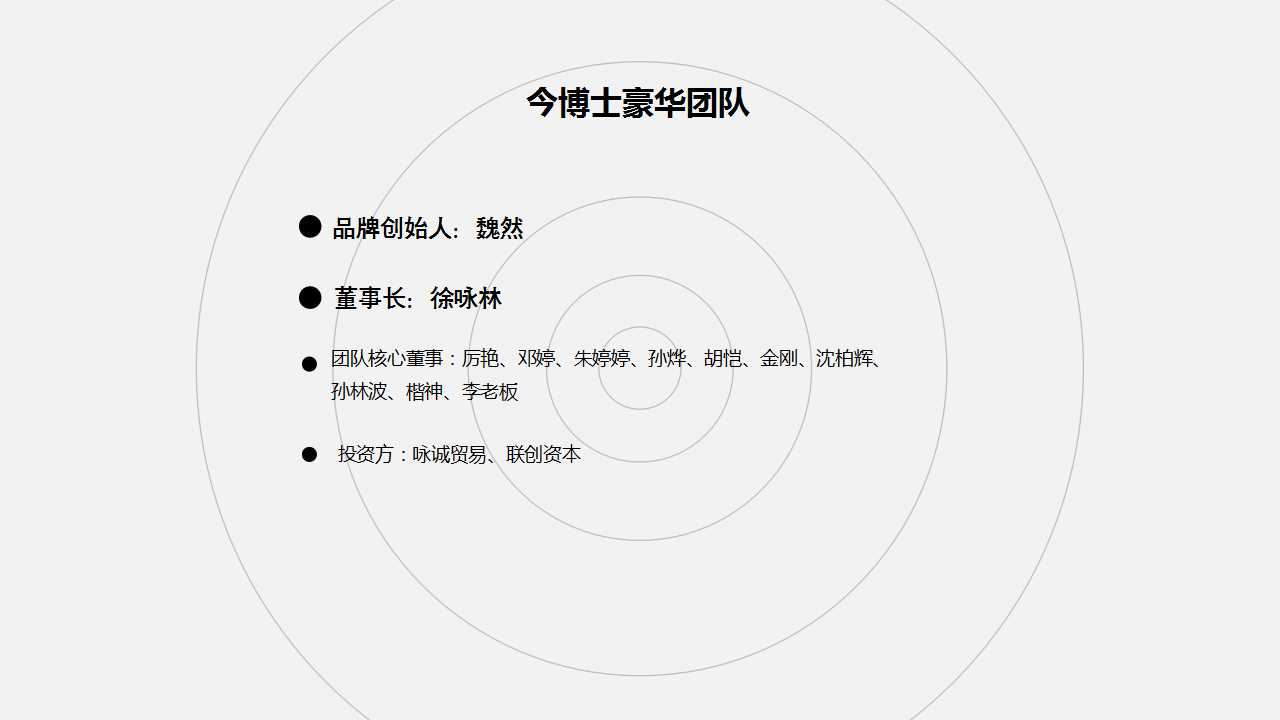 今博士豪华团队
品牌创始人：魏然
董事长：徐咏林
团队核心董事：厉艳、邓婷、朱婷婷、孙烨、胡恺、金刚、沈柏辉、
孙林波、楷神、李老板
投资方：咏诚贸易、联创资本